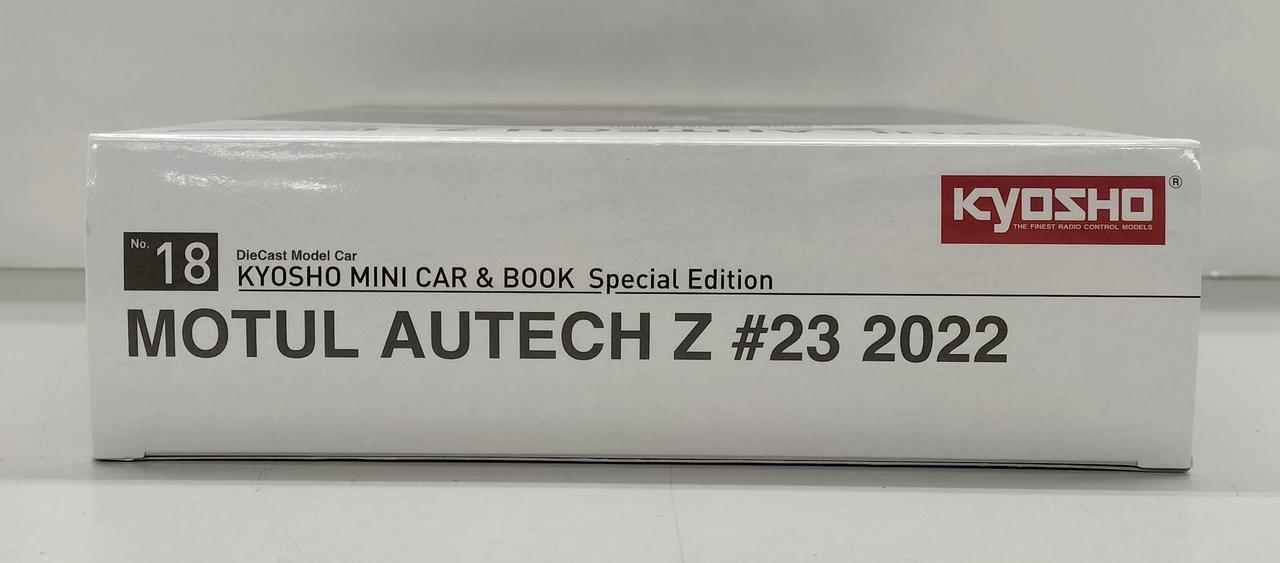 KYOSHO ®
THE FINEST RADIO CONTROL MODELS
No. 18
DieCast Model Car
KYOSHO MINI CAR & BOOK Special Edition
MOTUL AUTECH Z #23 2022